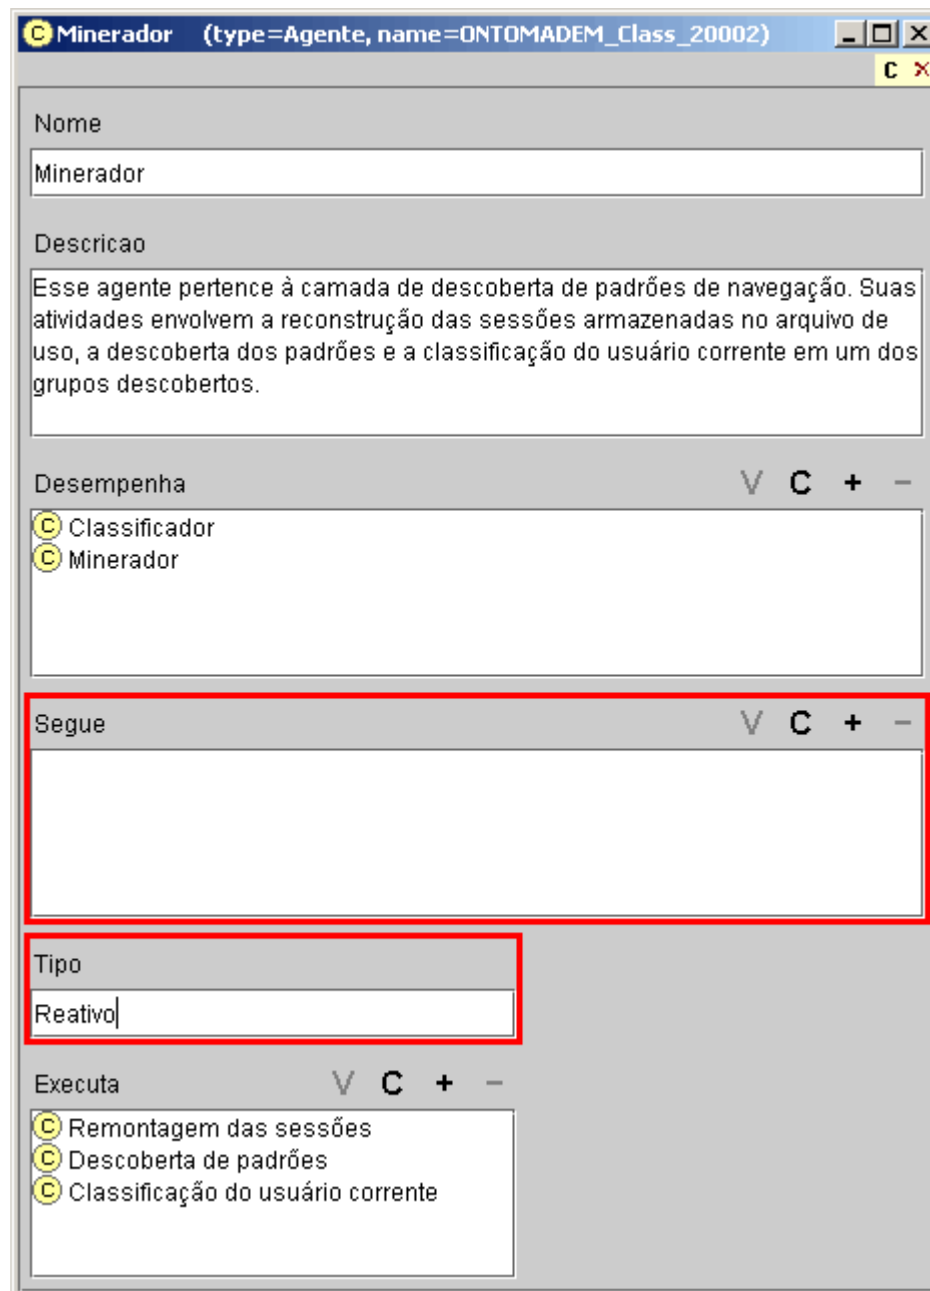 C Minerador (type=Agente, name=ONTOMADEM_Class_20002)
C ×
Nome
Minerador
Descricao
Esse agente pertence à camada de descoberta de padrões de navegação. Suas
atividades envolvem a reconstrução das sessões armazenadas no arquivo de
uso, a descoberta dos padrões e a classificação do usuário corrente em um dos
grupos descobertos.
Desempenha V C + −
C Classificador
C Minerador
Segue V C + −
Tipo
Reativo
Executa V C + −
C Remontagem das sessões
C Descoberta de padrões
C Classificação do usuário corrente